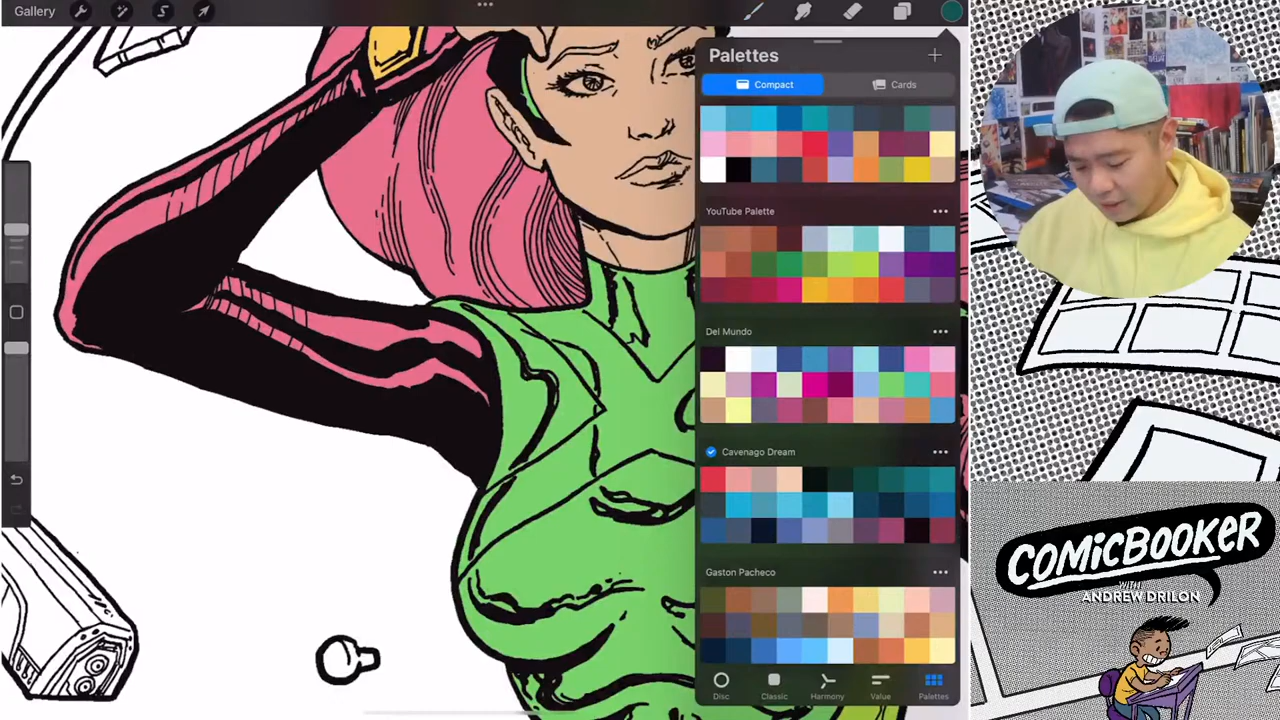 Gallery
Palettes
Compact
Cards
YouTube Palette
Del Mundo
Cavenago Dream
Gaston Pacheco
Disc
Classic
Harmony
Value
Palettes
COMiCBOOKER
WITH
ANDREW DRILON